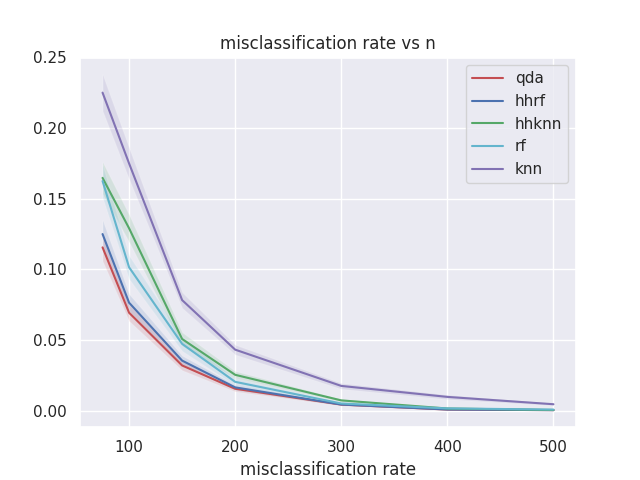 misclassification rate vs n
0.25
0.20
0.15
0.10
0.05
0.00
qda
hhrf
hhknn
rf
knn
100 200 300 400 500
misclassification rate